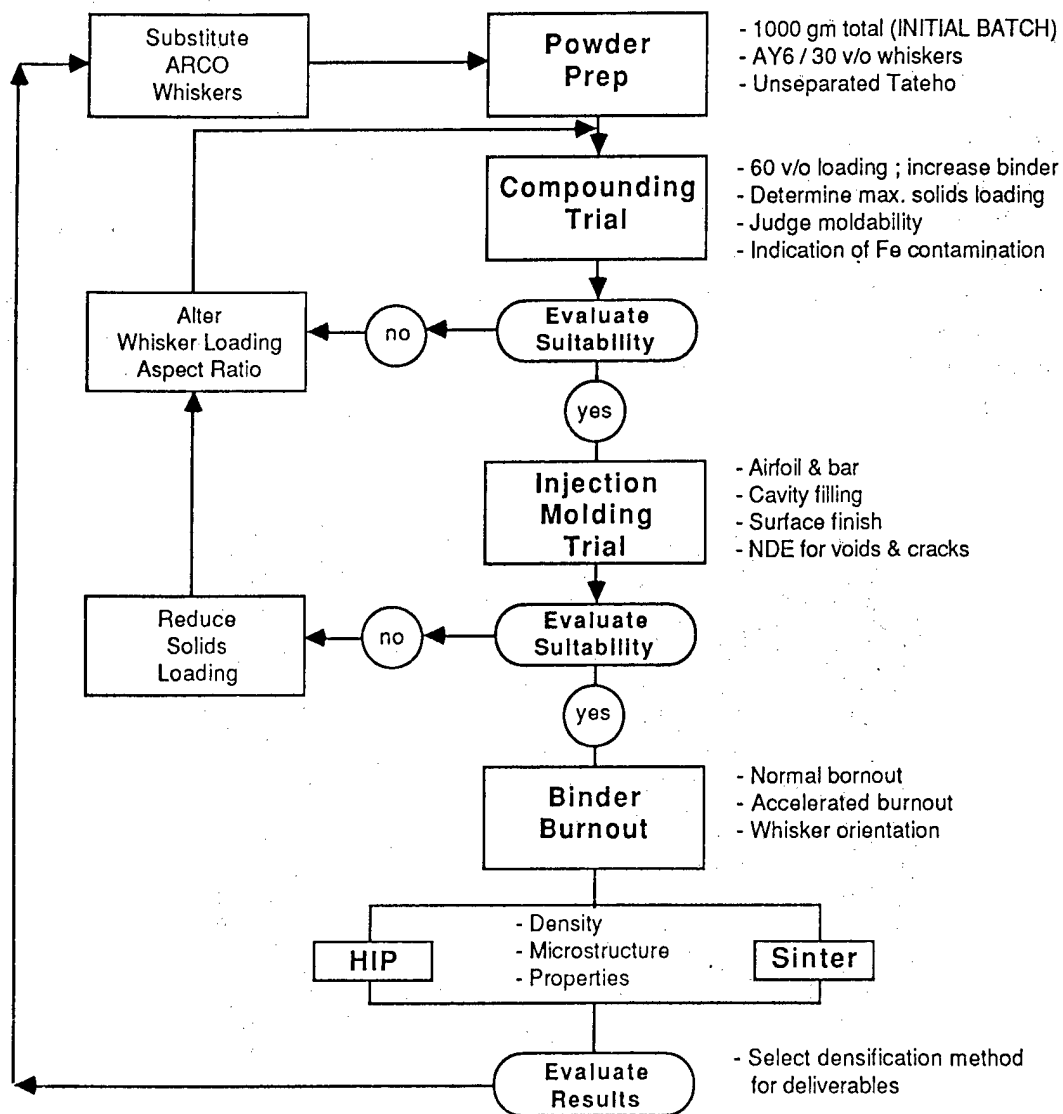 Substitute
ARCO
Whiskers
Powder
Prep
- 1000 gm total (INITIAL BATCH)
- AY6 / 30 v/o whiskers
- Unseparated Tateho
Compounding
Trial
- 60 v/o loading ; increase binder
- Determine max. solids loading
- Judge moldability
- Indication of Fe contamination
Alter
Whisker Loading
Aspect Ratio
no
Evaluate
Suitability
yes
Injection
Molding
Trial
- Airfoil & bar
- Cavity filling
- Surface finish
- NDE for voids & cracks
Reduce
Solids
Loading
no
Evaluate
Suitability
yes
Binder
Burnout
- Normal bornout
- Accelerated burnout
- Whisker orientation
HIP
- Density
- Microstructure
- Properties
Sinter
Evaluate
Results
- Select densification method
for deliverables